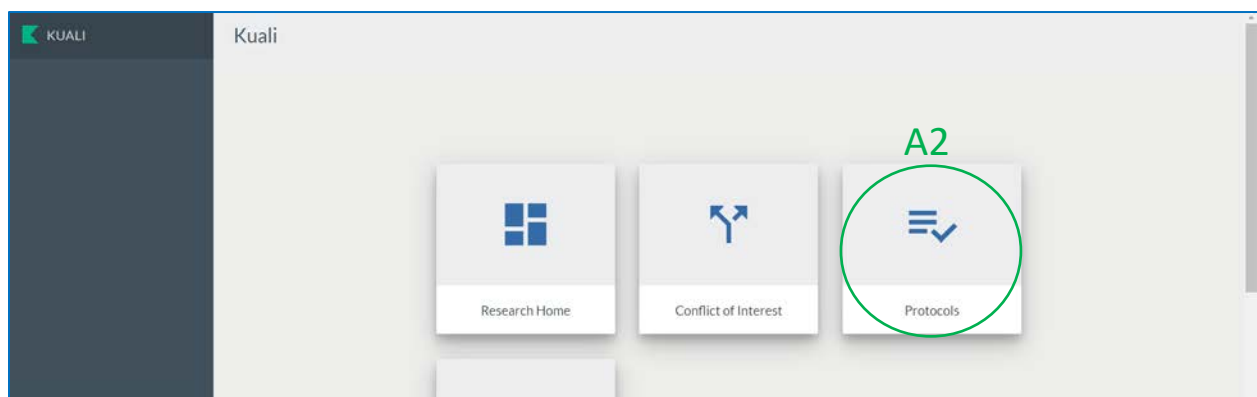 KUALI
Kuali
A2
Research Home
Conflict of Interest
Protocols